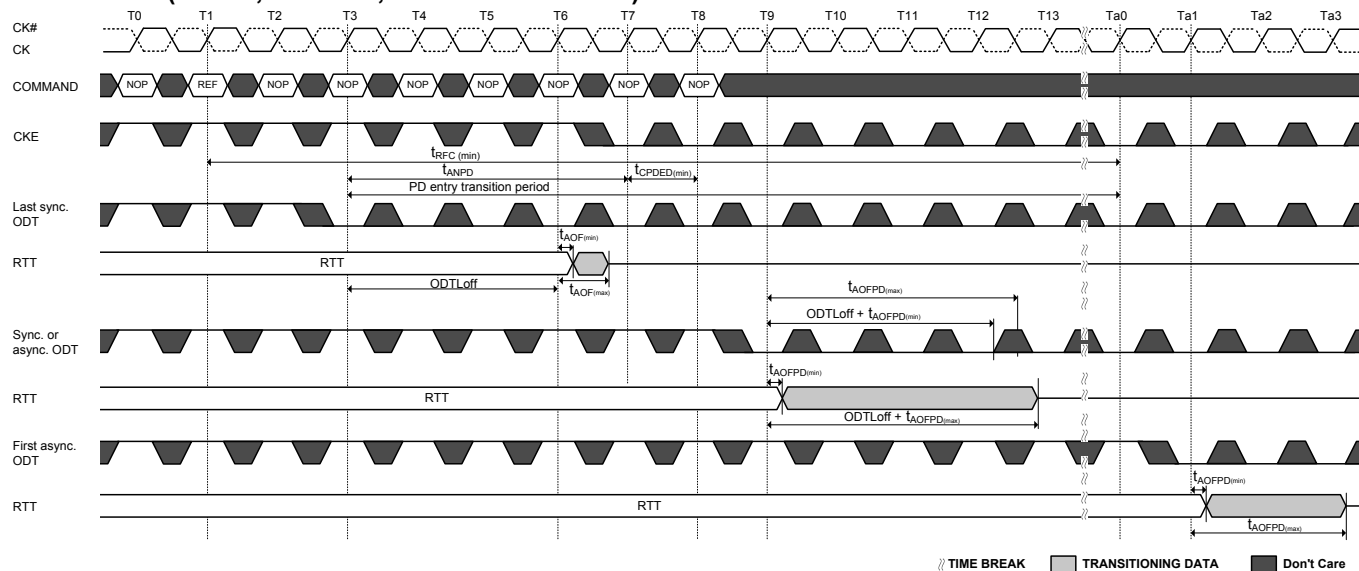 T0 T1 T2 T3 T4 T5 T6 T7 T8 T9 T10 T11 T12 T13 Ta0 Ta1 Ta2 Ta3
CK#
CK
COMMAND NOP REF NOP NOP NOP NOP NOP NOP NOP
CKE
tRFC (min)
tANPD tCPDED(min)
PD entry transition period
Last sync.
ODT
tAOF(min)
RTT RTT
ODTLoff tAOF(max)
tAOFPD(max)
ODTLoff + tAOFPD(min)
Sync. or
async. ODT
tAOFPD(min)
RTT RTT
ODTLoff + tAOFPD(max)
First async.
ODT
tAOFPD(min)
RTT RTT
tAOFPD(max)
TIME BREAK TRANSITIONING DATA Don't Care